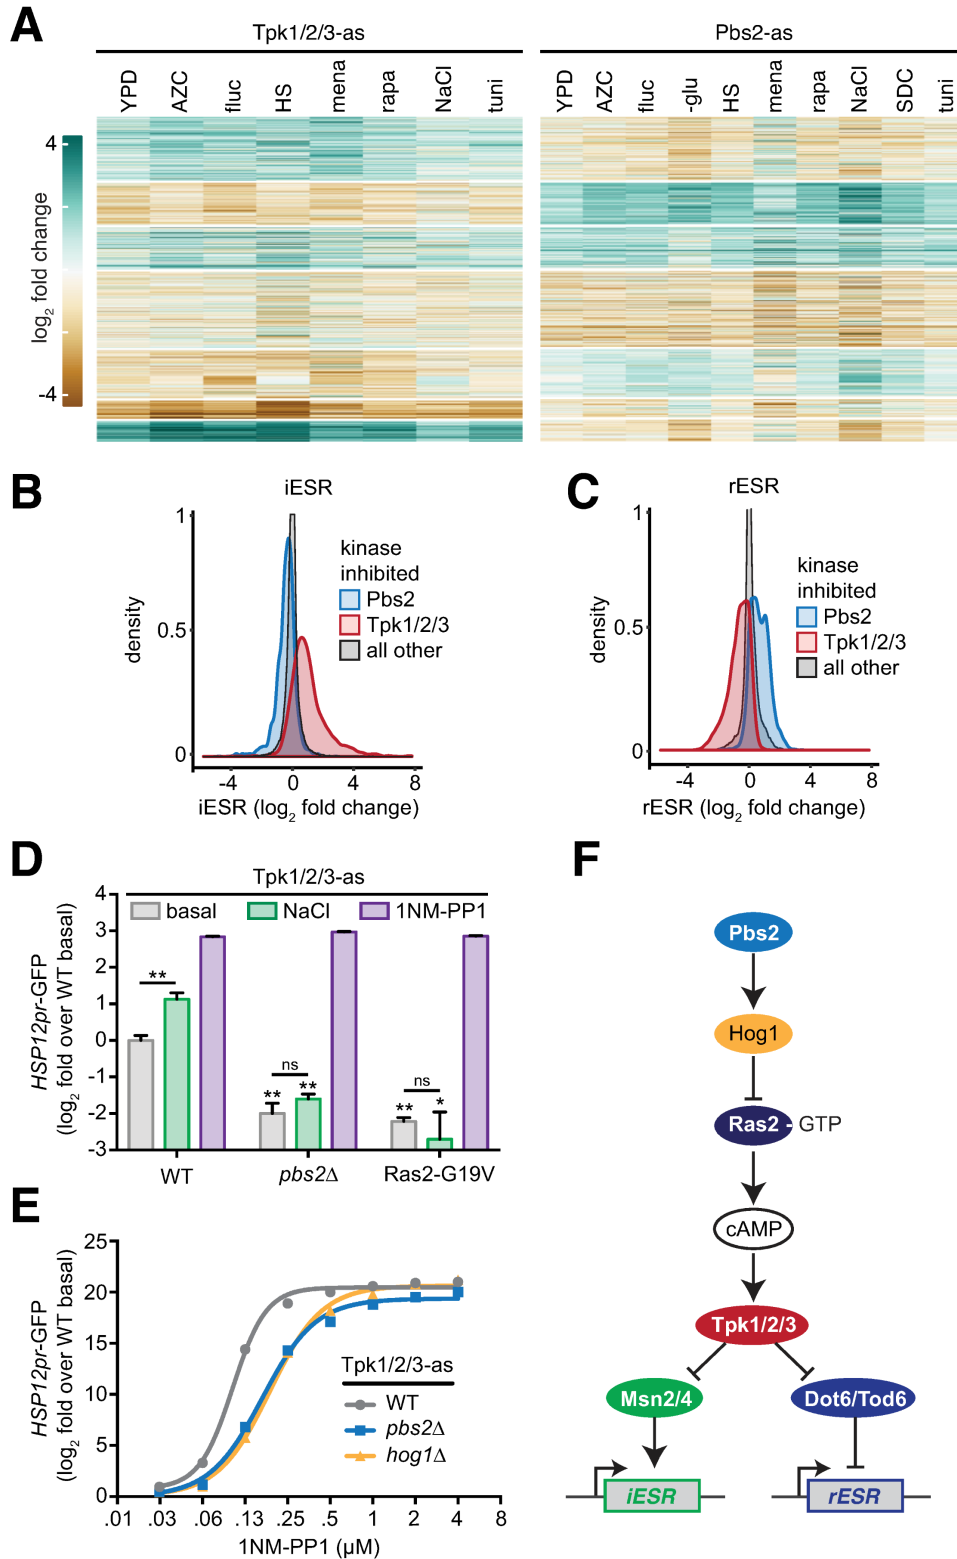 A
Tpk1/2/3-as
Pbs2-as
YPD
AZC
fluc
HS
mena
rapa
NaCl
tuni
YPD
AZC
fluc
-glu
HS
mena
rapa
NaCl
SDC
tuni
4
-4
log2 fold change
B
iESR
1
0.5
0
density
kinase
inhibited
Pbs2
Tpk1/2/3
all other
-4 0 4 8
iESR (log2 fold change)
C
rESR
1
0.5
0
density
kinase
inhibited
Pbs2
Tpk1/2/3
all other
-4 0 4 8
rESR (log2 fold change)
D
Tpk1/2/3-as
basal NaCl 1NM-PP1
4
3
2
1
0
-1
-2
-3
HSP12pr-GFP
(log2 fold over WT basal)
**
ns
** **
ns
** *
WT pbs2Δ Ras2-G19V
E
25
20
15
10
5
0
HSP12pr-GFP
(log2 fold over WT basal)
Tpk1/2/3-as
WT
pbs2Δ
hog1Δ
.01 .03 .06 .13 .25 .5 1 2 4 8
1NM-PP1 (µM)
F
Pbs2
Hog1
Ras2 - GTP
cAMP
Tpk1/2/3
Msn2/4 Dot6/Tod6
iESR rESR